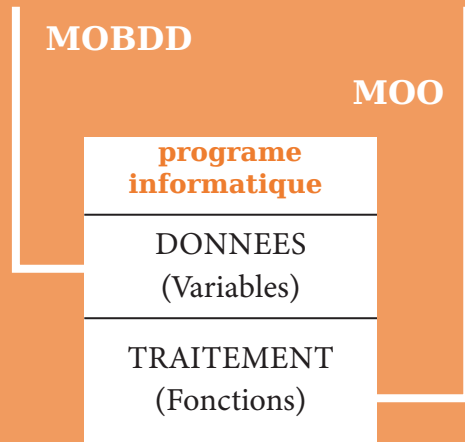 MOBDD
MOO
programe
informatique
DONNEES
(Variables)
TRAITEMENT
(Fonctions)